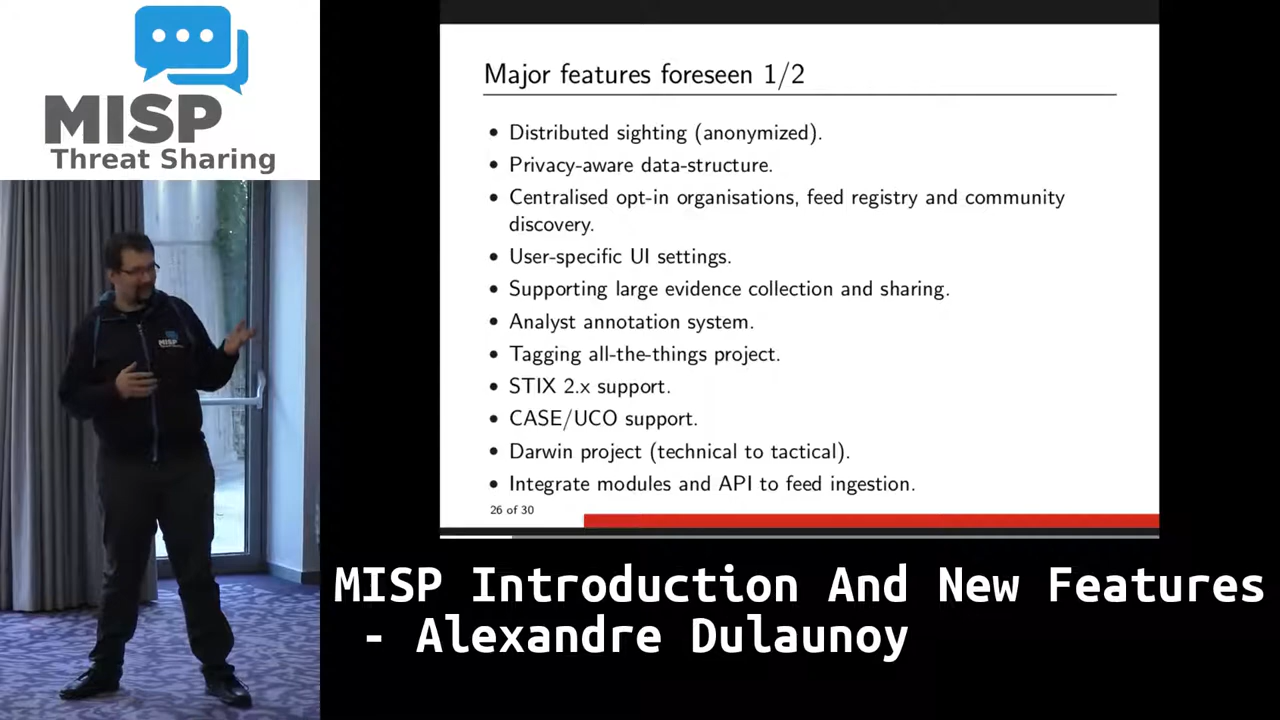 MISP
Threat Sharing
Major features foreseen 1/2
• Distributed sighting (anonymized).
• Privacy-aware data-structure.
• Centralised opt-in organisations, feed registry and community
discovery.
• User-specific UI settings.
• Supporting large evidence collection and sharing.
• Analyst annotation system.
• Tagging all-the-things project.
• STIX 2.x support.
• CASE/UCO support.
• Darwin project (technical to tactical).
• Integrate modules and API to feed ingestion.
26 of 30
MISP
MISP Introduction And New Features
- Alexandre Dulaunoy